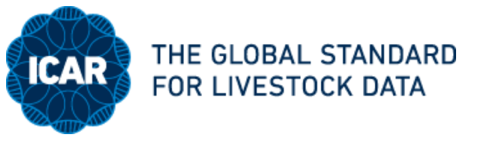 ICAR
THE GLOBAL STANDARD
FOR LIVESTOCK DATA